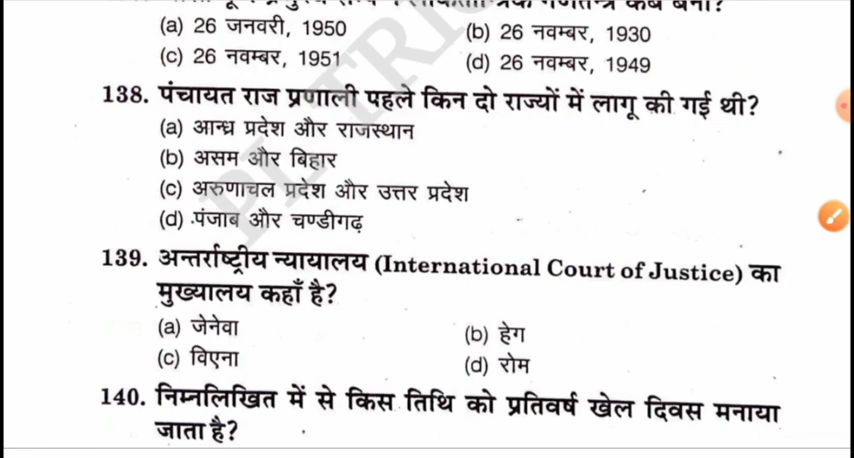 कब बना?
(a) 26 जनवरी, 1950 (b) 26 नवम्बर, 1930
(c) 26 नवम्बर, 1951 (d) 26 नवम्बर, 1949
138. पंचायत राज प्रणाली पहले किन दो राज्यों में लागू की गई थी?
(a) आन्ध्र प्रदेश और राजस्थान
(b) असम और बिहार
(c) अरुणाचल प्रदेश और उत्तर प्रदेश
(d) पंजाब और चण्डीगढ़
139. अन्तर्राष्ट्रीय न्यायालय (International Court of Justice) का
मुख्यालय कहाँ है?
(a) जेनेवा (b) हेग
(c) विएना (d) रोम
140. निम्नलिखित में से किस तिथि को प्रतिवर्ष खेल दिवस मनाया
जाता है?